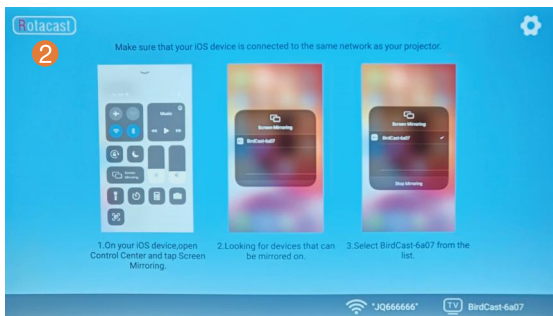 Rotacast
2
Make sure that your iOS device is connected to the same network as your projector.
Music
Screen
Mirroring
Screen Mirroring
BirdCast-6a07
Screen Mirroring
BirdCast-6a07
Stop Mirroring
1.On your iOS device,open
Control Center and tap Screen
Mirroring.
2.Looking for devices that can
be mirrored on.
3.Select BirdCast-6a07 from the
list.
"JQ666666"
TV
BirdCast-6a07